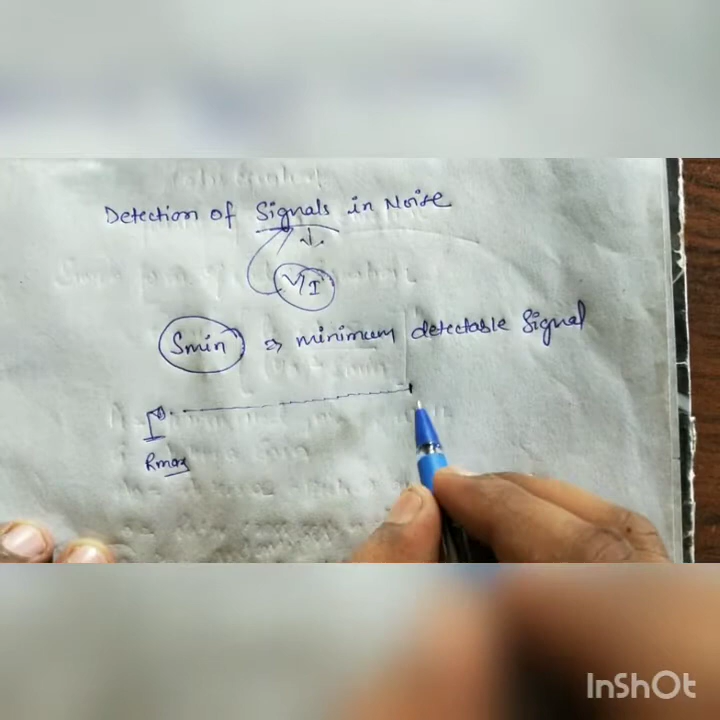 Detection of Signals in Noise
V/I
Smin ⇒ minimum detectable Signal
Rmax
InShOt